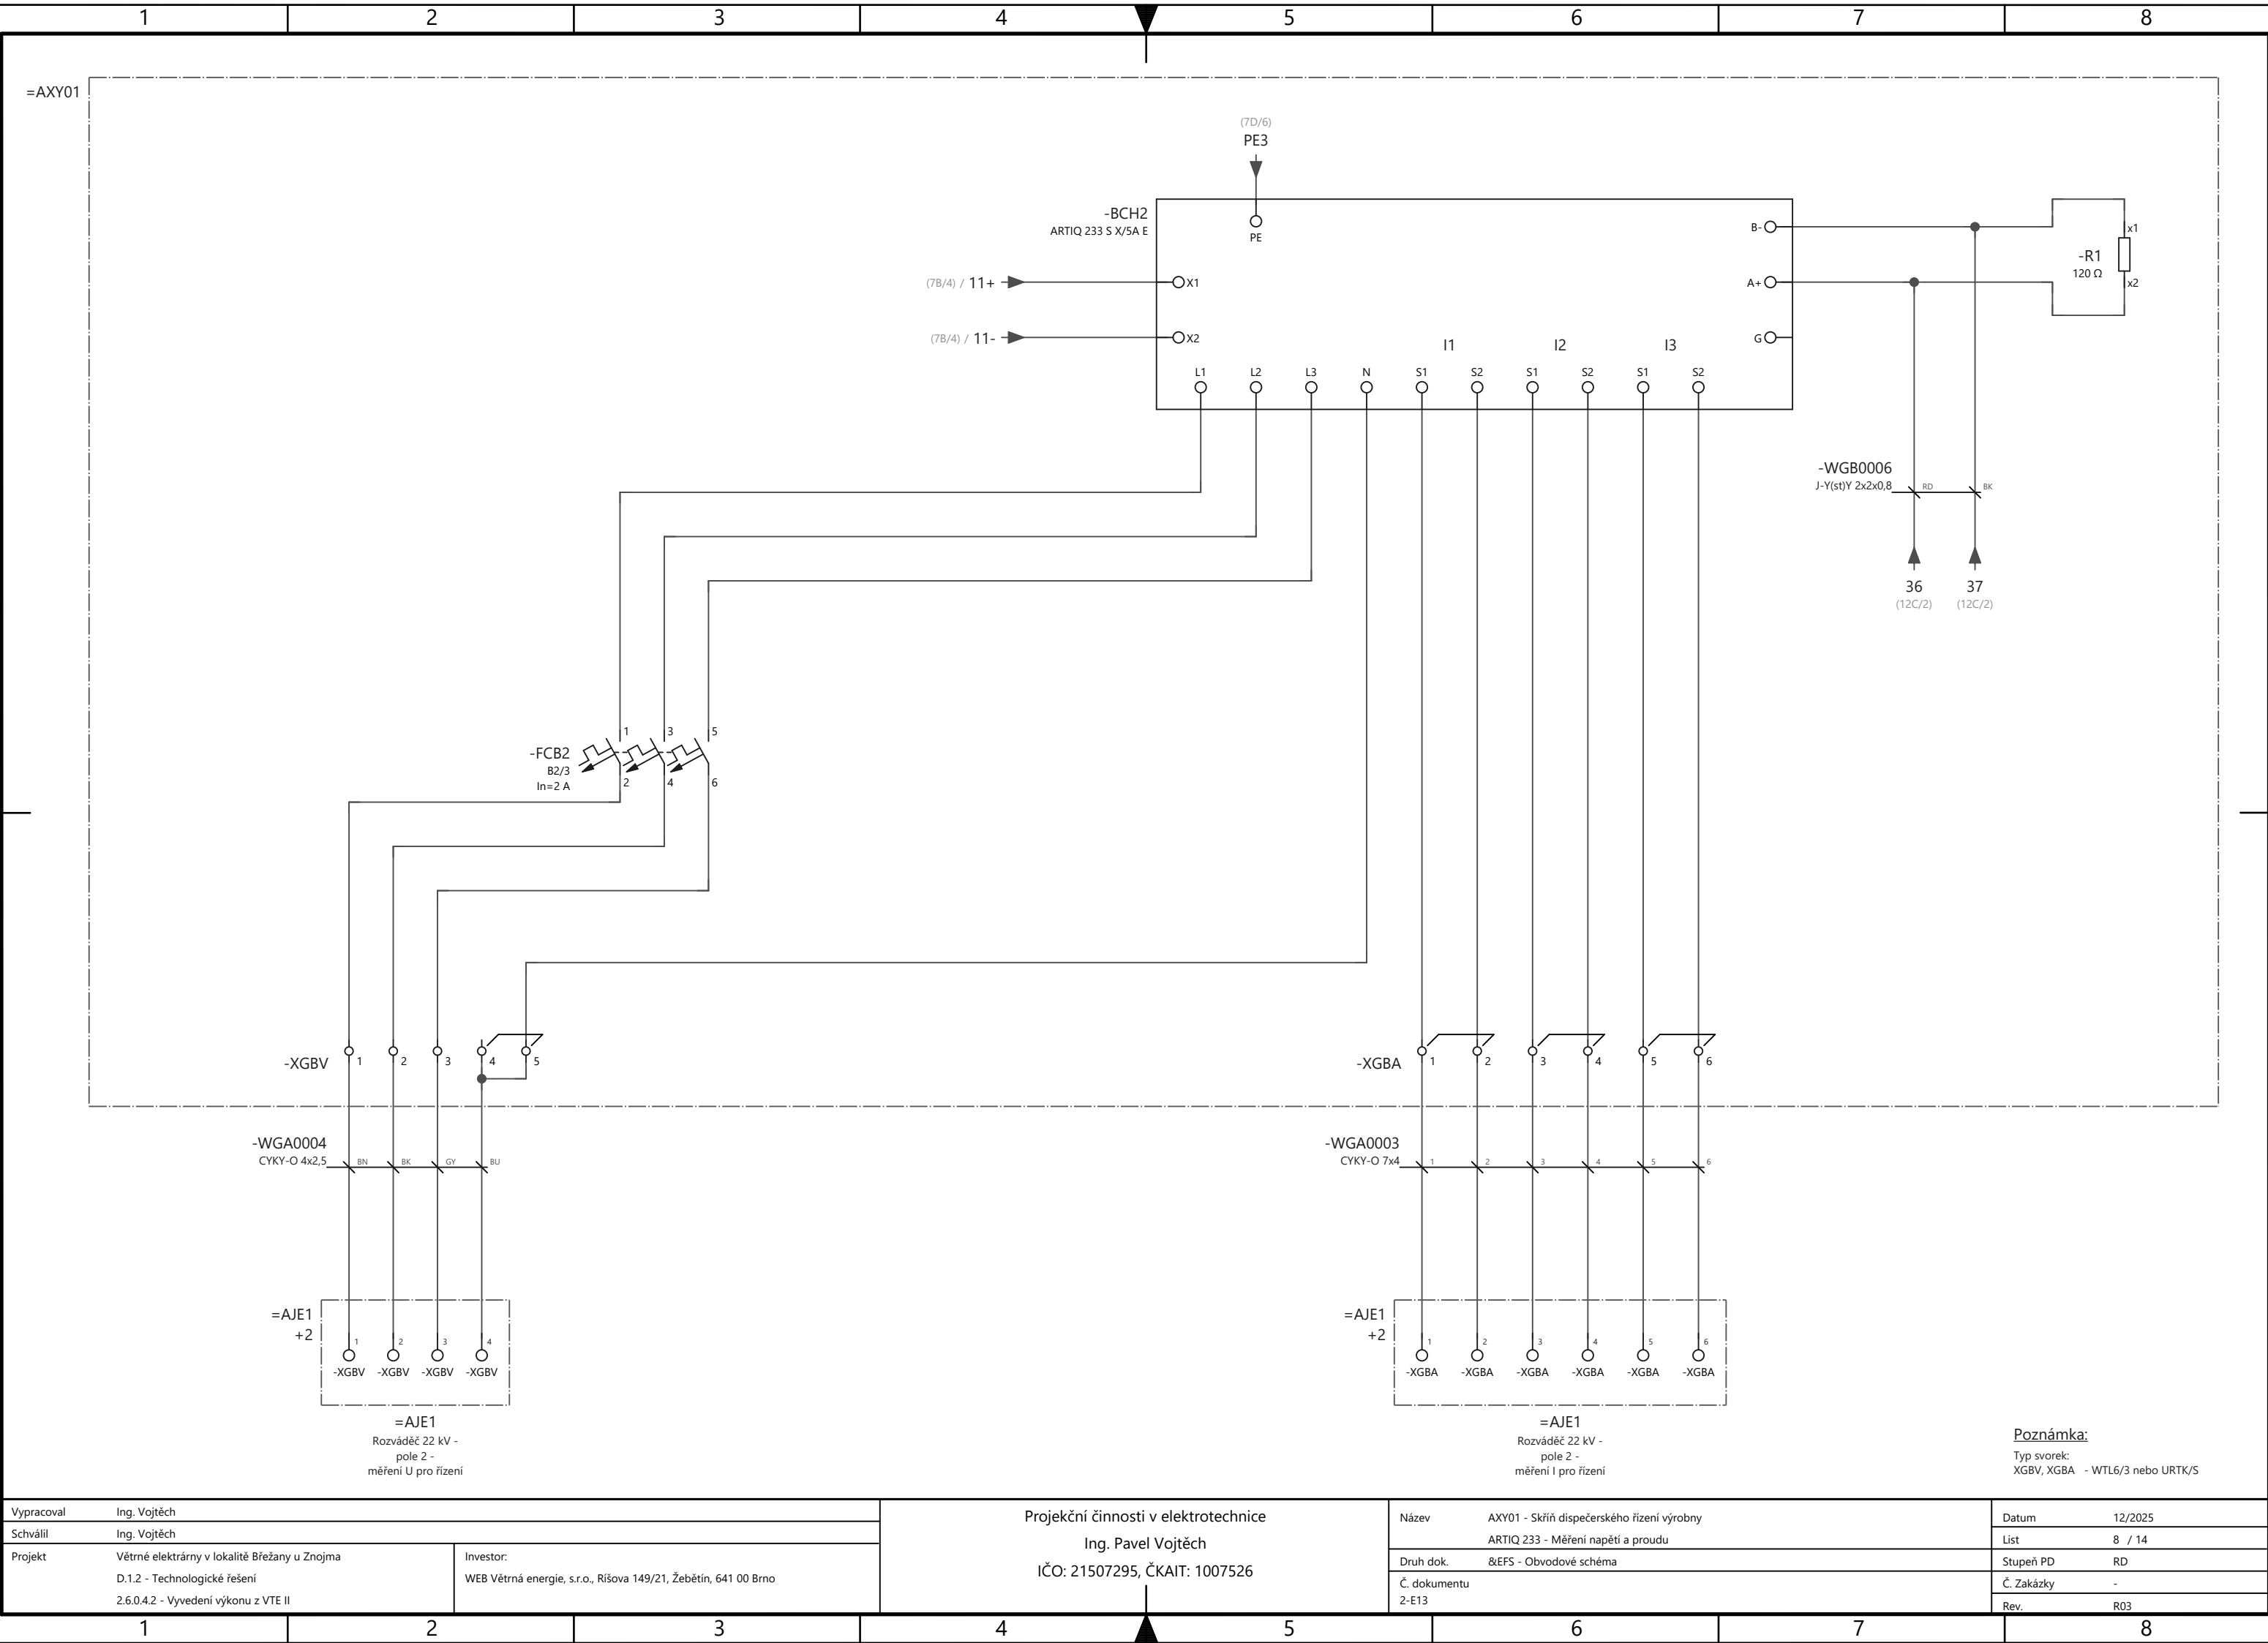 1 2 3 4 5 6 7 8
=AXY01
(7D/6)
PE3
-BCH2
ARTIQ 233 S X/5A E
PE
B-
x1
-R1
120 Ω
x2
(7B/4) / 11+
X1
A+
(7B/4) / 11-
X2
G
I1 I2 I3
L1 L2 L3 N S1 S2 S1 S2 S1 S2
-WGB0006
J-Y(st)Y 2x2x0,8
RD BK
36 37
(12C/2) (12C/2)
1 3 5
-FCB2
B2/3
In=2 A
2 4 6
-XGBV
1 2 3 4 5
-XGBA
1 2 3 4 5 6
-WGA0004
CYKY-O 4x2,5
BN BK GY BU
-WGA0003
CYKY-O 7x4
1 2 3 4 5 6
=AJE1
+2
1 2 3 4
-XGBV -XGBV -XGBV -XGBV
=AJE1
Rozváděč 22 kV -
pole 2 -
měření U pro řízení
=AJE1
+2
1 2 3 4 5 6
-XGBA -XGBA -XGBA -XGBA -XGBA -XGBA
=AJE1
Rozváděč 22 kV -
pole 2 -
měření I pro řízení
Poznámka:
Typ svorek:
XGBV, XGBA - WTL6/3 nebo URTK/S
Vypracoval Ing. Vojtěch
Schválil Ing. Vojtěch
Projekt Větrné elektrárny v lokalitě Břežany u Znojma
D.1.2 - Technologické řešení
2.6.0.4.2 - Vyvedení výkonu z VTE II
Investor:
WEB Větrná energie, s.r.o., Ríšova 149/21, Žebětín, 641 00 Brno
Projekční činnosti v elektrotechnice
Ing. Pavel Vojtěch
IČO: 21507295, ČKAIT: 1007526
Název AXY01 - Skříň dispečerského řízení výrobny
ARTIQ 233 - Měření napětí a proudu
Druh dok. &EFS - Obvodové schéma
Č. dokumentu
2-E13
Datum 12/2025
List 8 / 14
Stupeň PD RD
Č. Zakázky -
Rev. R03
1 2 3 4 5 6 7 8